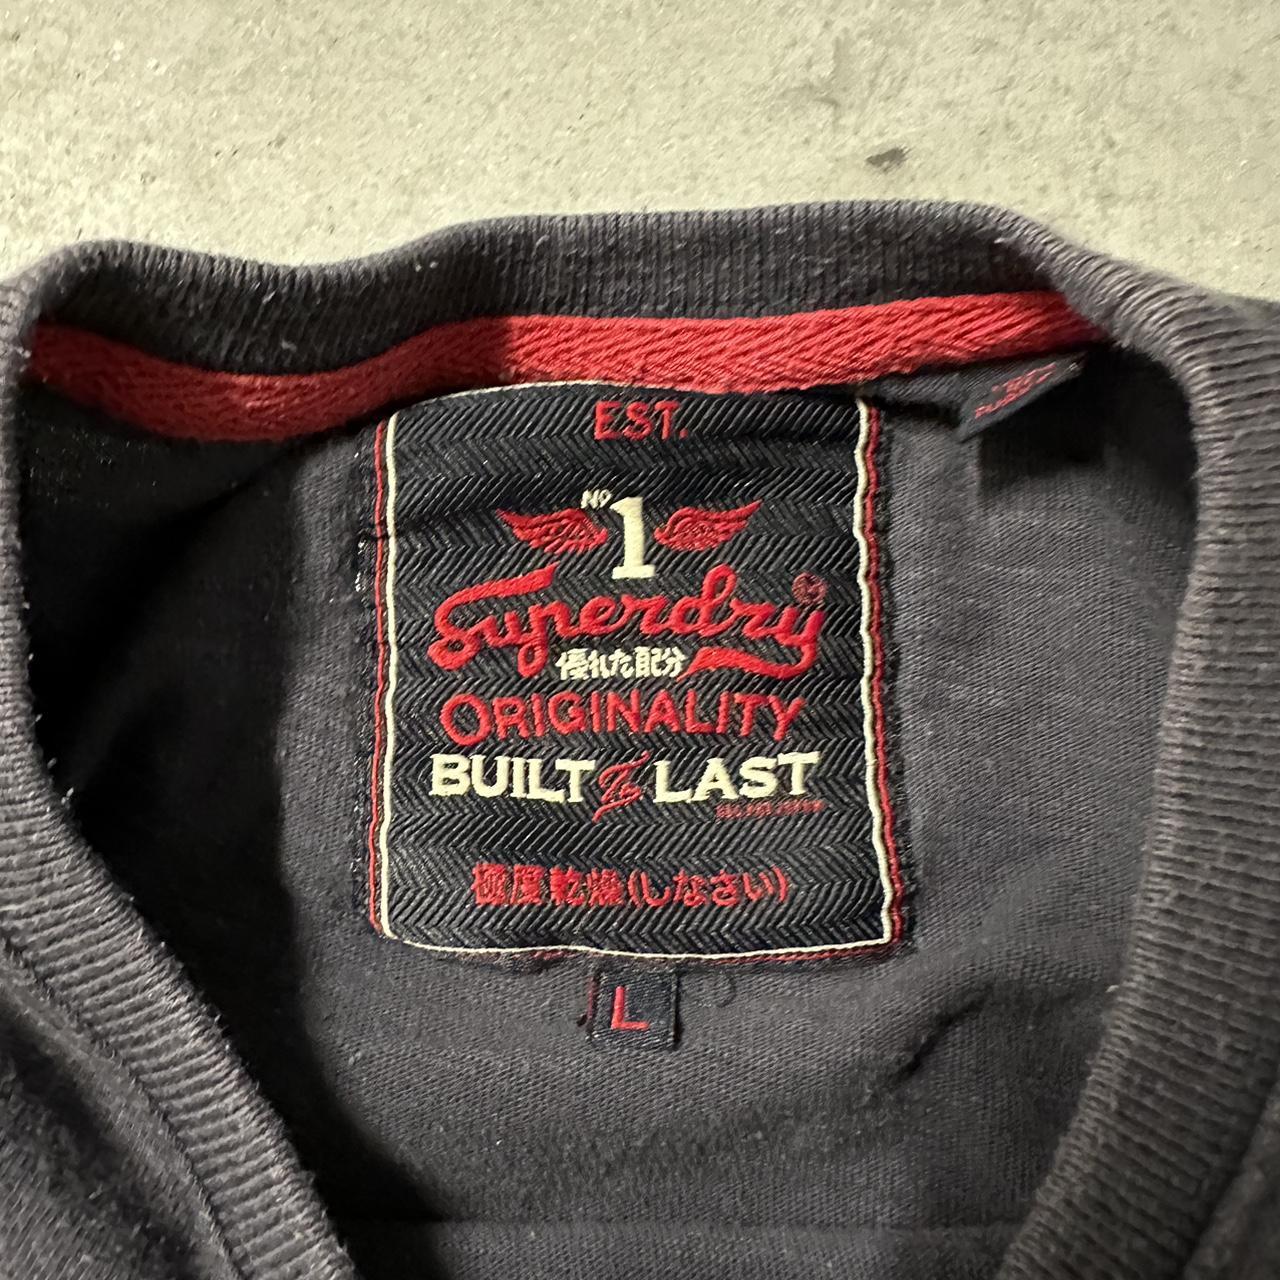 EST.
Nº 1
Superdry®
優れた配分
ORIGINALITY
BUILT To LAST
極度乾燥(しなさい)
L